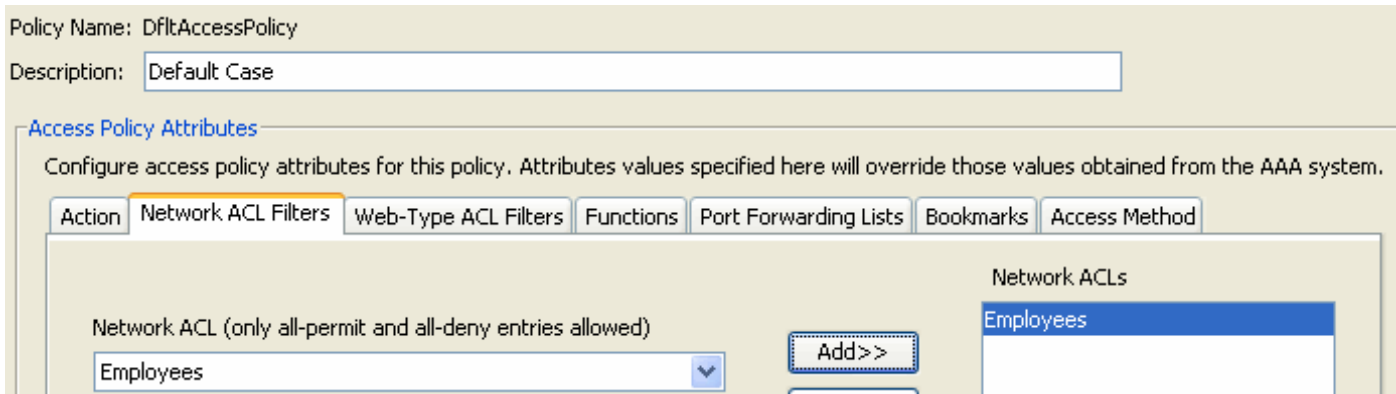 Policy Name: DfltAccessPolicy
Description: Default Case
Access Policy Attributes
Configure access policy attributes for this policy. Attributes values specified here will override those values obtained from the AAA system.
Action Network ACL Filters Web-Type ACL Filters Functions Port Forwarding Lists Bookmarks Access Method
Network ACLs
Network ACL (only all-permit and all-deny entries allowed)
Employees
Add>>
Employees